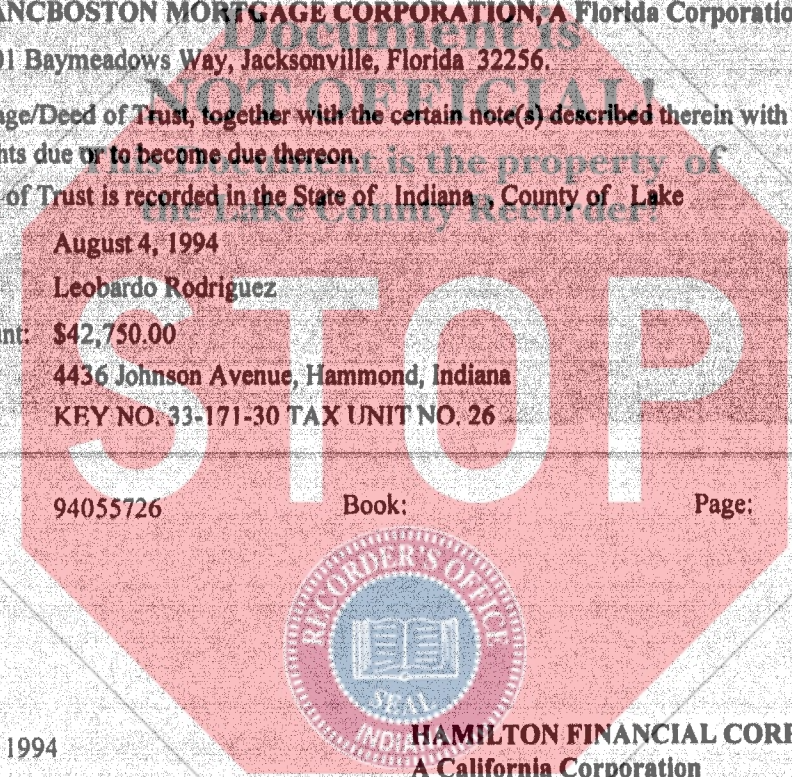 ANCBOSTON MORTGAGE CORPORATION, A Florida Corporatio
Document is
01 Baymeadows Way, Jacksonville, Florida 32256.
NOT OFFICIAL!
age/Deed of Trust, together with the certain note(s) described therein with
hts due or to become due thereon.
This Document is the property of
of Trust is recorded in the State of Indiana , County of Lake
the Lake County Recorder!
August 4, 1994
Leobardo Rodriguez
nt: $42,750.00
4436 Johnson Avenue, Hammond, Indiana
KEY NO. 33-171-30 TAX UNIT NO. 26
STOP
94055726 Book: Page:
RECORDER'S OFFICE
SEAL
INDIANA
1994
HAMILTON FINANCIAL CORP
A California Corporation